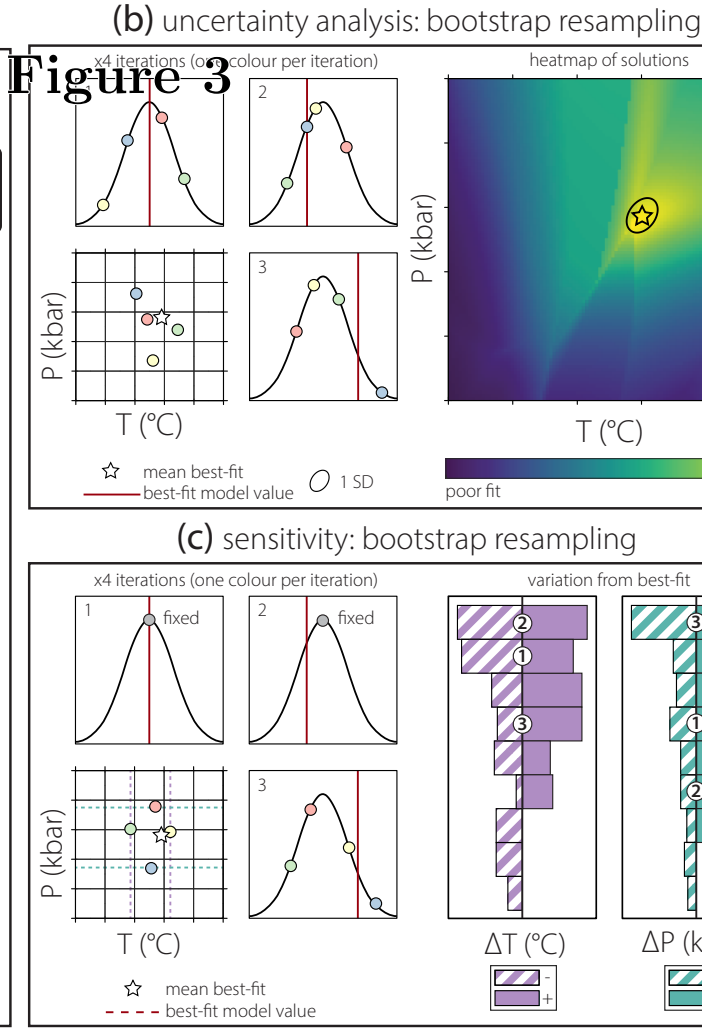 (b) uncertainty analysis: bootstrap resampling
x4 iterations (one colour per iteration)
heatmap of solutions
Figure 3
1
2
P (kbar)
3
P (kbar)
T (°C)
T (°C)
mean best-fit
best-fit model value
1 SD
poor fit
(c) sensitivity: bootstrap resampling
x4 iterations (one colour per iteration)
variation from best-fit
1
fixed
2
fixed
2
3
1
3
1
2
P (kbar)
3
T (°C)
ΔT (°C)
ΔP (k
mean best-fit
best-fit model value
-
+